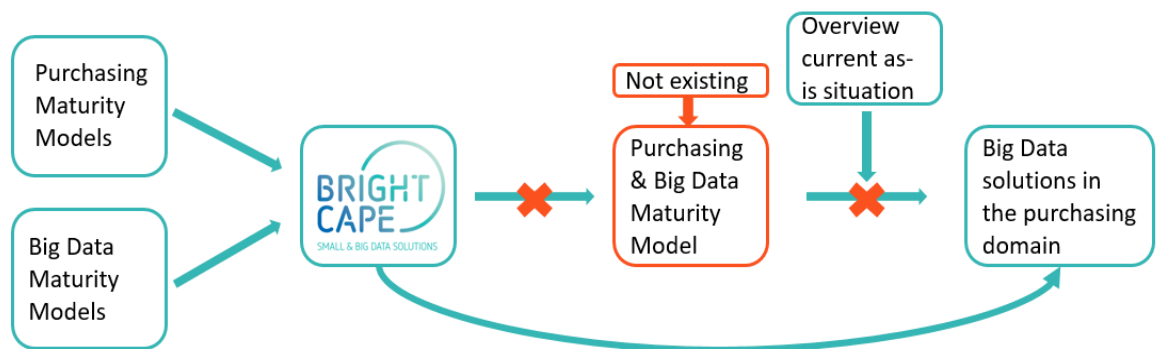 Purchasing
Maturity
Models
Big Data
Maturity
Models
BRIGHT
CAPE
SMALL & BIG DATA SOLUTIONS
Not existing
Purchasing
& Big Data
Maturity
Model
Overview
current as-
is situation
Big Data
solutions in
the purchasing
domain